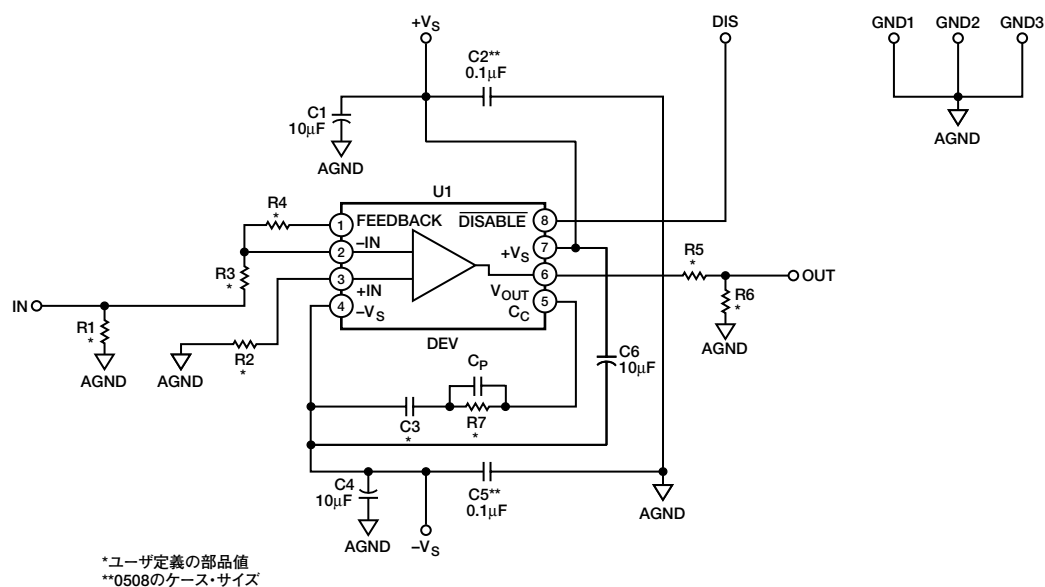 +VS
DIS
GND1
GND2
GND3
C2**
0.1μF
C1
10μF
AGND
AGND
U1
R4
*
1
FEEDBACK
DISABLE
8
2
–IN
+VS
7
R3
*
3
+IN
VOUT
6
R5
*
OUT
IN
4
–VS
CC
5
R6
*
R1
*
AGND
AGND
R2
*
DEV
AGND
CP
C6
10μF
C3
*
R7
*
C4
10μF
C5**
0.1μF
AGND
–VS
AGND
*ユーザ定義の部品値
**0508のケース・サイズ